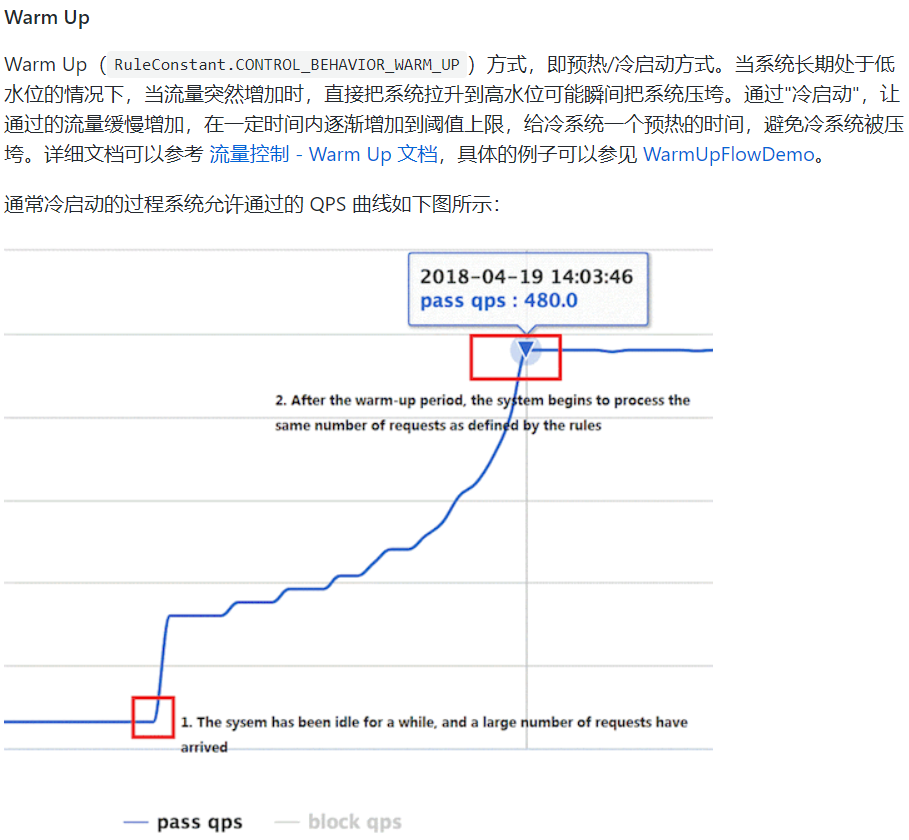 Warm Up
Warm Up（RuleConstant.CONTROL_BEHAVIOR_WARM_UP）方式，即预热/冷启动方式。当系统长期处于低
水位的情况下，当流量突然增加时，直接把系统拉升到高水位可能瞬间把系统压垮。通过"冷启动"，让
通过的流量缓慢增加，在一定时间内逐渐增加到阈值上限，给冷系统一个预热的时间，避免冷系统被压
垮。详细文档可以参考 流量控制 - Warm Up 文档，具体的例子可以参见 WarmUpFlowDemo。
通常冷启动的过程系统允许通过的 QPS 曲线如下图所示：
2018-04-19 14:03:46
pass qps : 480.0
2. After the warm-up period, the system begins to process the
same number of requests as defined by the rules
1. The sysem has been idle for a while, and a large number of requests have
arrived
pass qps
block qps